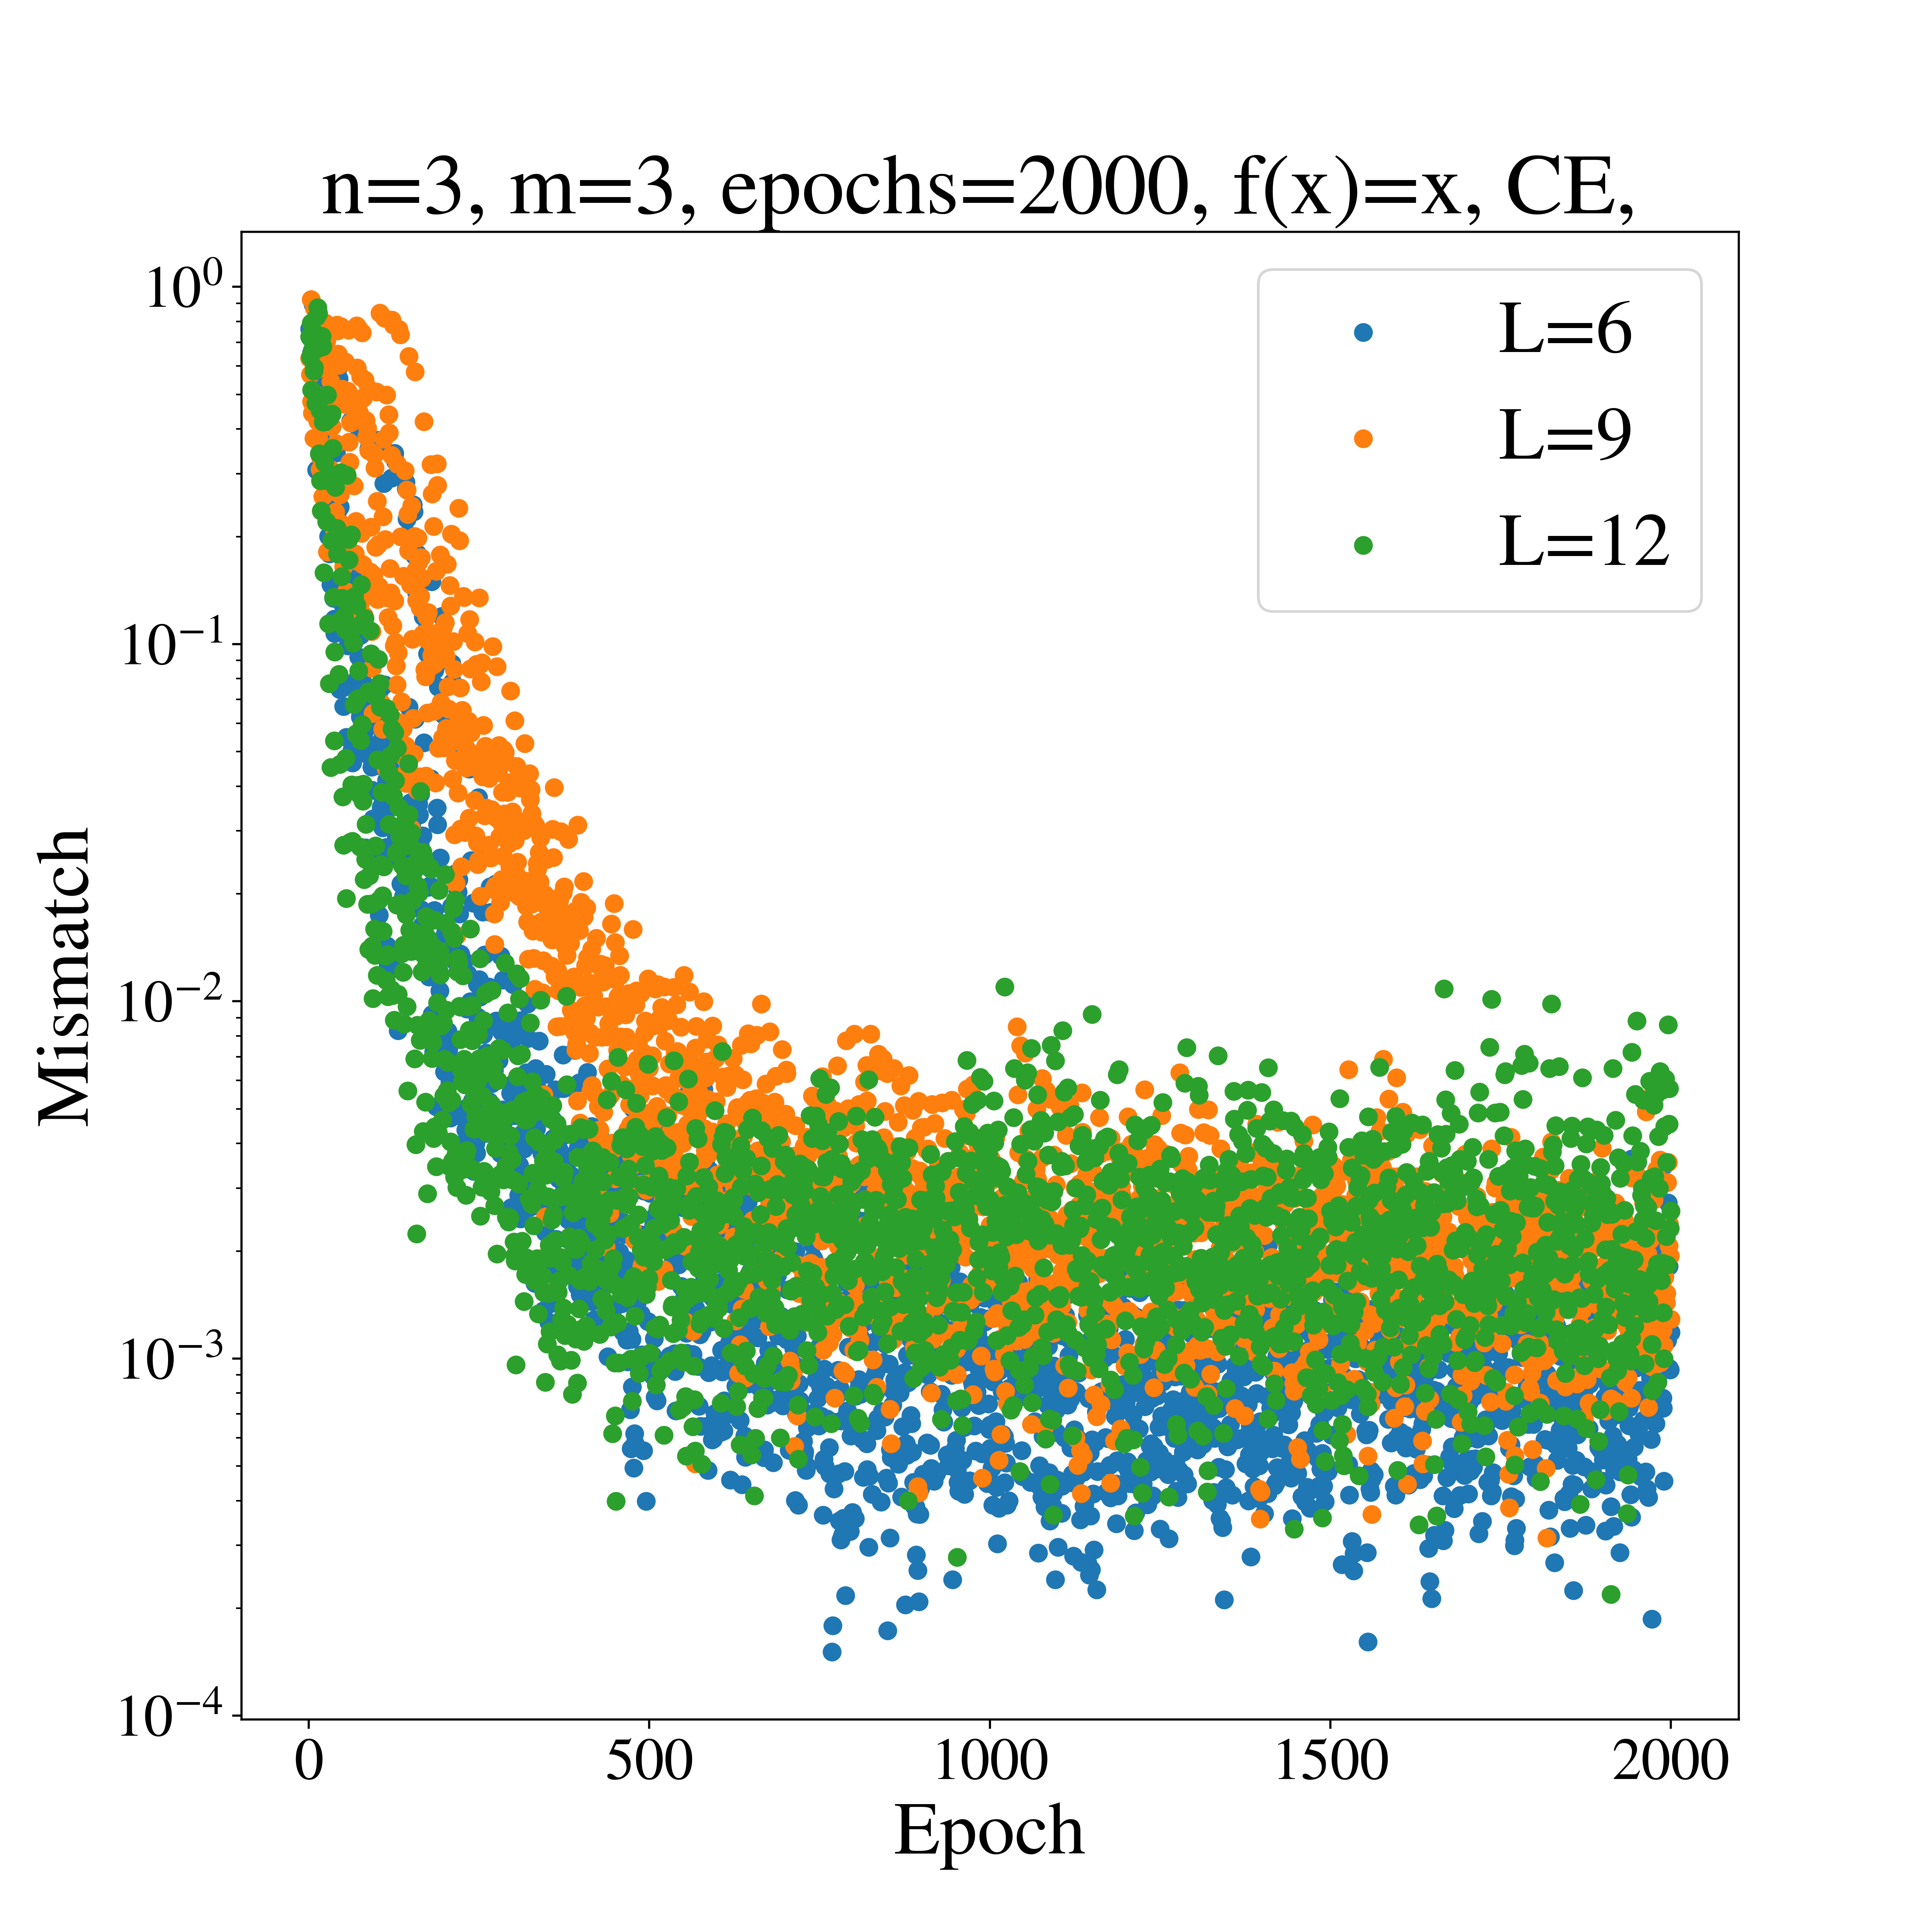 n=3, m=3, epochs=2000, f(x)=x, CE,
L=6
L=9
L=12
Mismatch
10⁰
10⁻¹
10⁻²
10⁻³
10⁻⁴
0 500 1000 1500 2000
Epoch